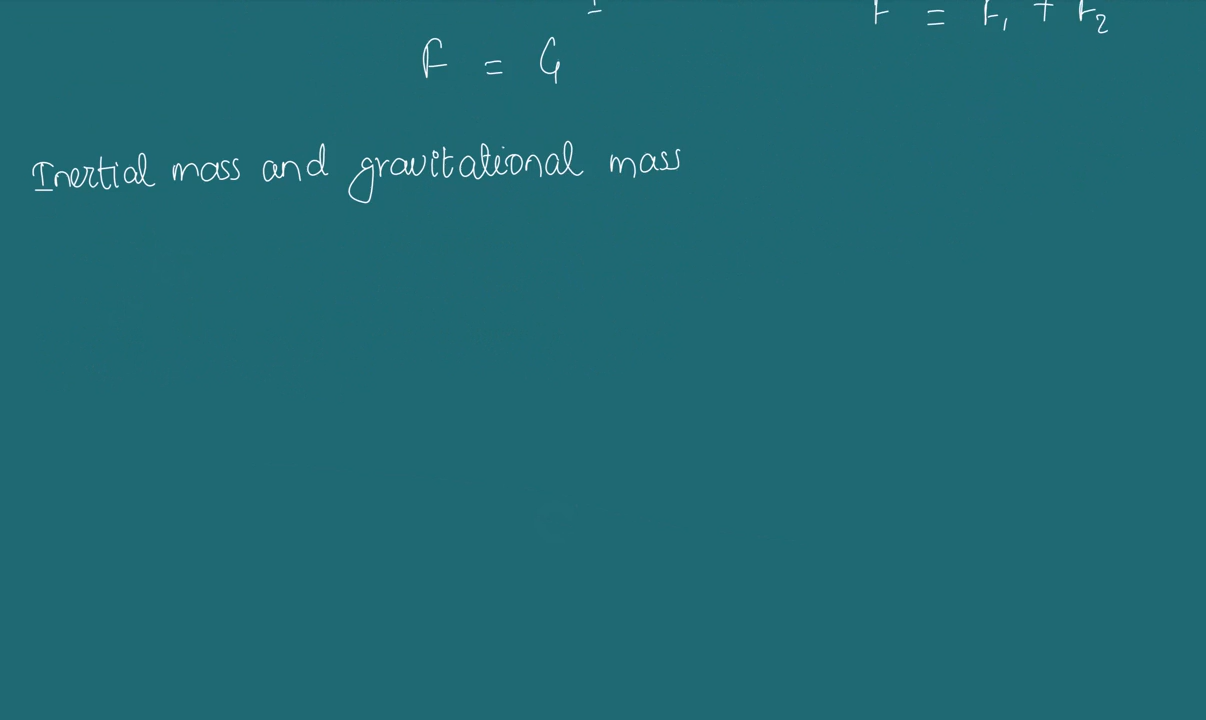 F = F₁ + F₂
F = G
Inertial mass and gravitational mass